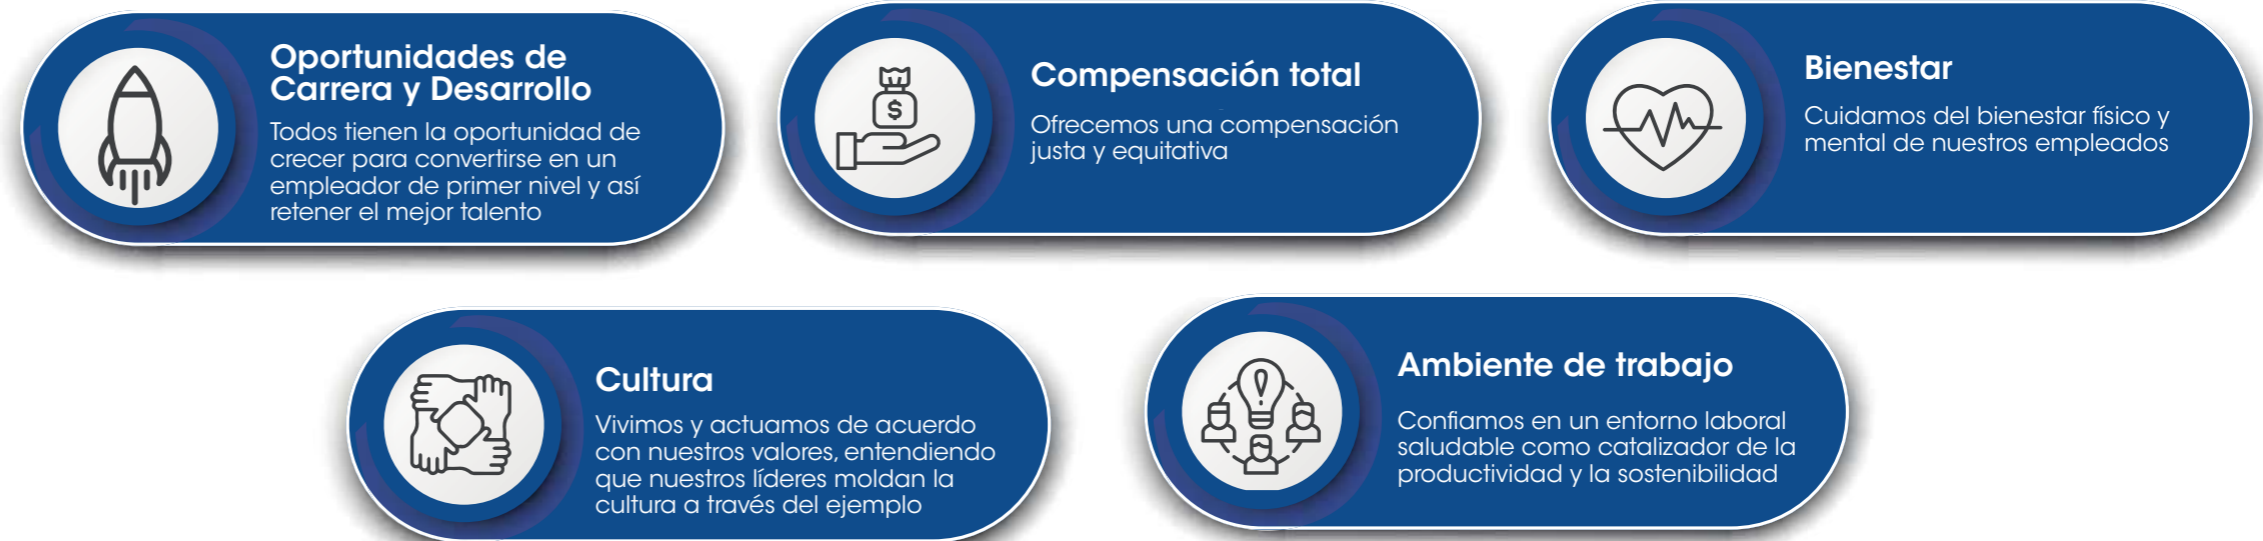 Oportunidades de
Carrera y Desarrollo
Todos tienen la oportunidad de
crecer para convertirse en un
empleador de primer nivel y así
retener el mejor talento
Compensación total
Ofrecemos una compensación
justa y equitativa
Bienestar
Cuidamos del bienestar físico y
mental de nuestros empleados
Cultura
Vivimos y actuamos de acuerdo
con nuestros valores, entendiendo
que nuestros líderes moldan la
cultura a través del ejemplo
Ambiente de trabajo
Confiamos en un entorno laboral
saludable como catalizador de la
productividad y la sostenibilidad
$